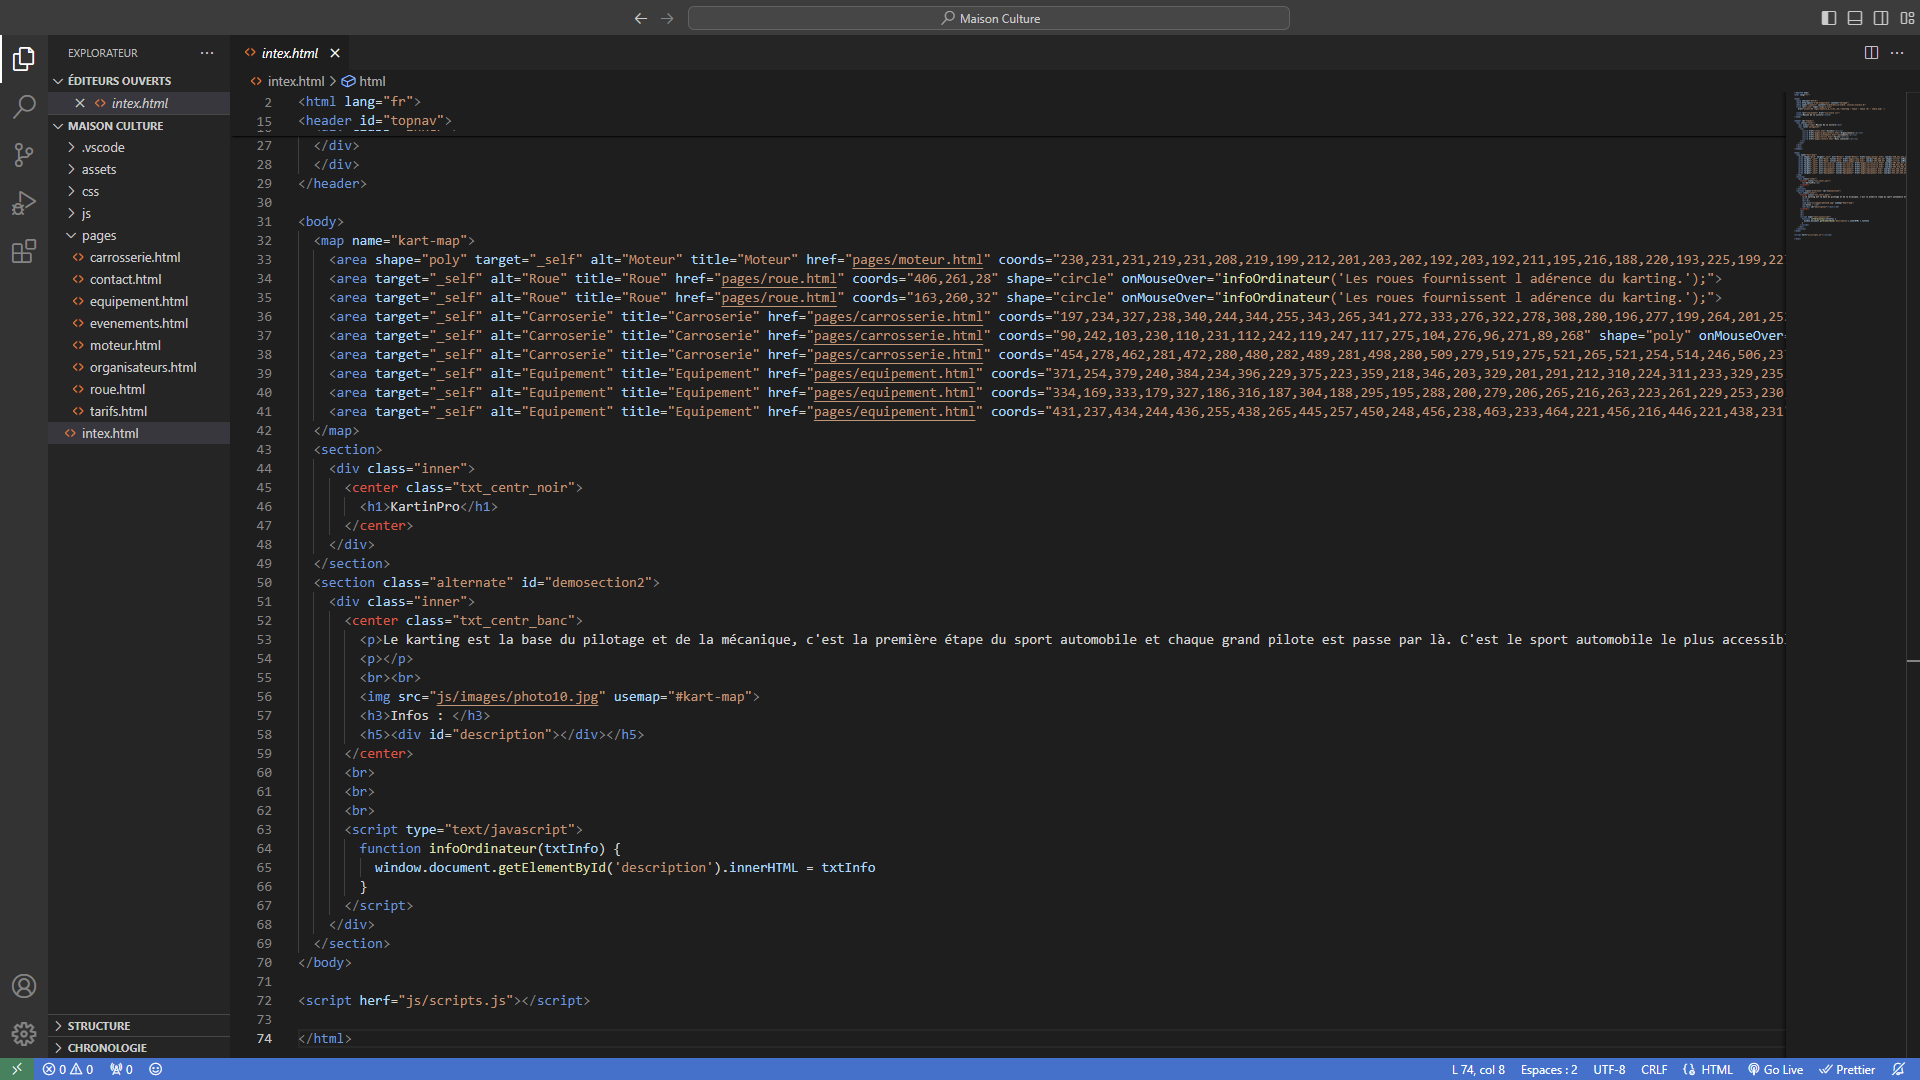 Maison Culture
EXPLORATEUR
ÉDITEURS OUVERTS
intex.html
MAISON CULTURE
.vscode
assets
css
js
pages
carrosserie.html
contact.html
equipement.html
evenements.html
moteur.html
organisateurs.html
roue.html
tarifs.html
intex.html
STRUCTURE
CHRONOLOGIE
intex.html
intex.html > html
2 <html lang="fr">
15 <header id="topnav">
27 </div>
28 </div>
29 </header>
30
31 <body>
32 <map name="kart-map">
33 <area shape="poly" target="_self" alt="Moteur" title="Moteur" href="pages/moteur.html" coords="230,231,231,219,231,208,219,199,212,201,203,202,192,203,192,211,195,216,188,220,193,225,199,227
34 <area target="_self" alt="Roue" title="Roue" href="pages/roue.html" coords="406,261,28" shape="circle" onMouseOver="infoOrdinateur('Les roues fournissent l adérence du karting.');">
35 <area target="_self" alt="Roue" title="Roue" href="pages/roue.html" coords="163,260,32" shape="circle" onMouseOver="infoOrdinateur('Les roues fournissent l adérence du karting.');">
36 <area target="_self" alt="Carroserie" title="Carroserie" href="pages/carrosserie.html" coords="197,234,327,238,340,244,344,255,343,265,341,272,333,276,322,278,308,280,196,277,199,264,201,253
37 <area target="_self" alt="Carroserie" title="Carroserie" href="pages/carrosserie.html" coords="90,242,103,230,110,231,112,242,119,247,117,275,104,276,96,271,89,268" shape="poly" onMouseOver=
38 <area target="_self" alt="Carroserie" title="Carroserie" href="pages/carrosserie.html" coords="454,278,462,281,472,280,480,282,489,281,498,280,509,279,519,275,521,265,521,254,514,246,506,237
39 <area target="_self" alt="Equipement" title="Equipement" href="pages/equipement.html" coords="371,254,379,240,384,234,396,229,375,223,359,218,346,203,329,201,291,212,310,224,311,233,329,235
40 <area target="_self" alt="Equipement" title="Equipement" href="pages/equipement.html" coords="334,169,333,179,327,186,316,187,304,188,295,195,288,200,279,206,265,216,263,223,261,229,253,230
41 <area target="_self" alt="Equipement" title="Equipement" href="pages/equipement.html" coords="431,237,434,244,436,255,438,265,445,257,450,248,456,238,463,233,464,221,456,216,446,221,438,231
42 </map>
43 <section>
44 <div class="inner">
45 <center class="txt_centr_noir">
46 <h1>KartinPro</h1>
47 </center>
48 </div>
49 </section>
50 <section class="alternate" id="demosection2">
51 <div class="inner">
52 <center class="txt_centr_banc">
53 <p>Le karting est la base du pilotage et de la mécanique, c'est la première étape du sport automobile et chaque grand pilote est passe par là. C'est le sport automobile le plus accessib
54 <p></p>
55 <br><br>
56 <img src="js/images/photo10.jpg" usemap="#kart-map">
57 <h3>Infos : </h3>
58 <h5><div id="description"></div></h5>
59 </center>
60 <br>
61 <br>
62 <br>
63 <script type="text/javascript">
64 function infoOrdinateur(txtInfo) {
65 window.document.getElementById('description').innerHTML = txtInfo
66 }
67 </script>
68 </div>
69 </section>
70 </body>
71
72 <script herf="js/scripts.js"></script>
73
74 </html>
0 0 0
L 74, col 8 Espaces : 2 UTF-8 CRLF HTML Go Live Prettier